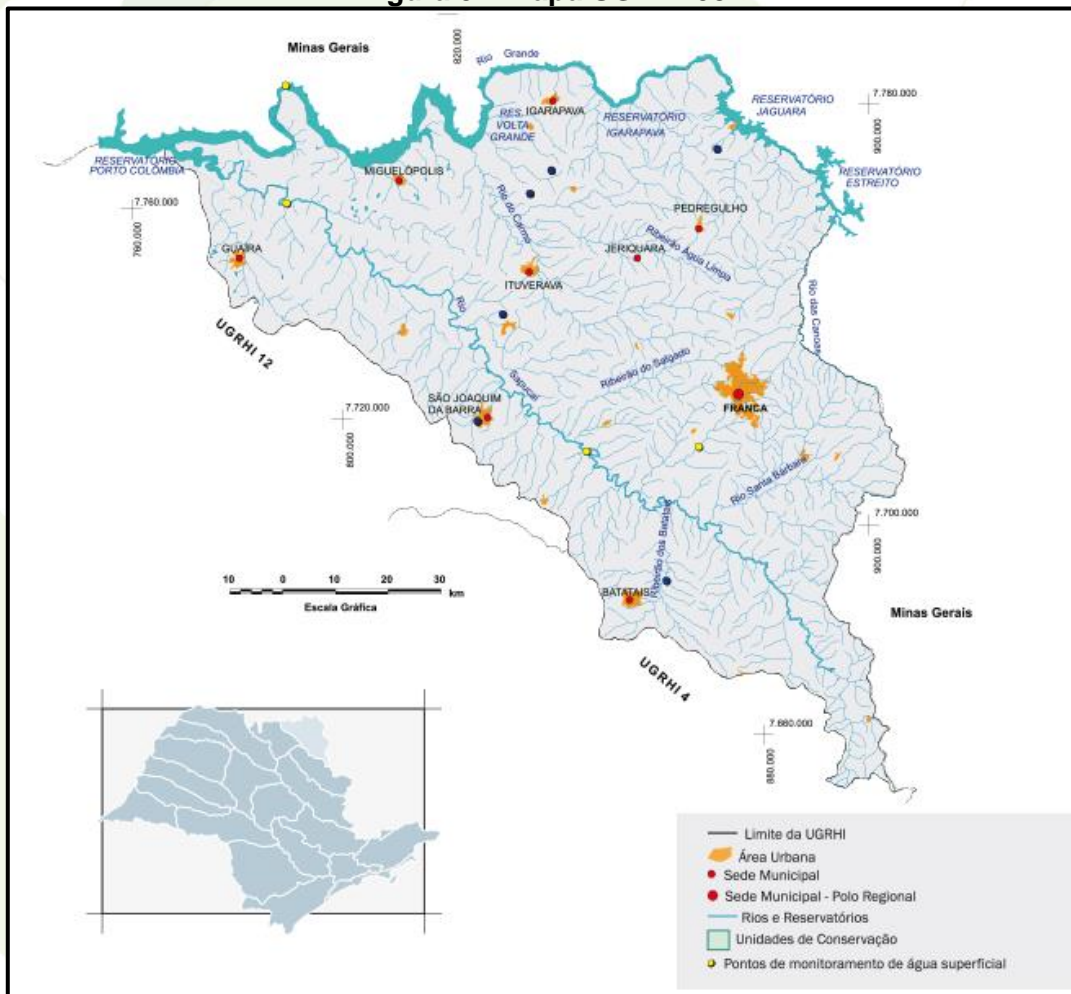 Minas Gerais
820.000
Rio Grande
IGARAPAVA
RES.
VOLTA
GRANDE
RESERVATÓRIO
IGARAPAVA
RESERVATÓRIO
JAGUARA
7.780.000
900.000
RESERVATÓRIO
PORTO COLÔMBIA
MIGUELÓPOLIS
RESERVATÓRIO
ESTREITO
7.760.000
760.000
Rio do Carmo
PEDREGULHO
Ribeirão Água Limpa
JERIQUARA
GUAÍRA
ITUVERAVA
Rio das Canoas
UGRHI 12
Rio
Sapucaí
Ribeirão do Salgado
FRANCA
SÃO JOAQUIM
DA BARRA
7.720.000
800.000
Rio Santa Bárbara
7.700.000
900.000
Ribeirão dos Batatais
BATATAIS
10 0 10 20 30
km
Escala Gráfica
Minas Gerais
UGRHI 4
7.680.000
880.000
Limite da UGRHI
Área Urbana
Sede Municipal
Sede Municipal - Polo Regional
Rios e Reservatórios
Unidades de Conservação
Pontos de monitoramento de água superficial